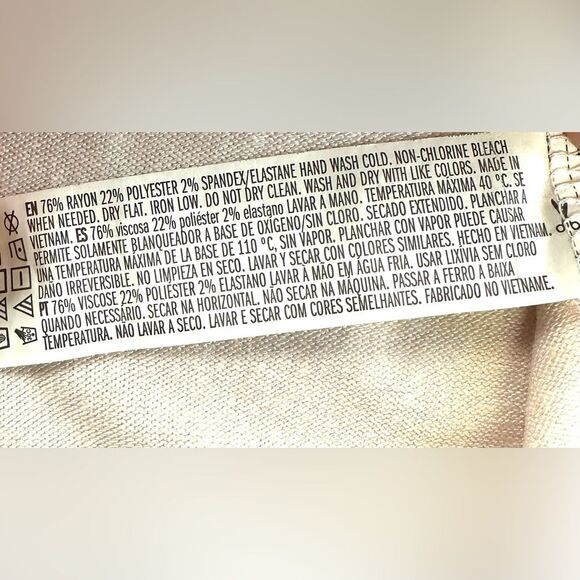 EN 76% RAYON 22% POLYESTER 2% SPANDEX/ELASTANE HAND WASH COLD. NON-CHLORINE BLEACH
WHEN NEEDED. DRY FLAT. IRON LOW. DO NOT DRY CLEAN. WASH AND DRY WITH LIKE COLORS. MADE IN
VIETNAM. ES 76% viscosa 22% poliéster 2% elastano LAVAR A MANO. TEMPERATURA MÁXIMA 40 °C. SE
PERMITE SOLAMENTE BLANQUEADOR A BASE DE OXÍGENO/SIN CLORO. SECADO EXTENDIDO. PLANCHAR A
UNA TEMPERATURA MÁXIMA DE LA BASE DE 110 °C, SIN VAPOR. PLANCHAR CON VAPOR PUEDE CAUSAR
DAÑO IRREVERSIBLE. NO LIMPIEZA EN SECO. LAVAR Y SECAR CON COLORES SIMILARES. HECHO EN VIETNAM.
PT 76% VISCOSE 22% POLIÉSTER 2% ELASTANO LAVAR À MÃO EM ÁGUA FRIA, USAR LIXÍVIA SEM CLORO
QUANDO NECESSÁRIO. SECAR NA HORIZONTAL. NÃO SECAR NA MÁQUINA. PASSAR A FERRO A BAIXA
TEMPERATURA. NÃO LAVAR A SECO. LAVAR E SECAR COM CORES SEMELHANTES. FABRICADO NO VIETNAME.